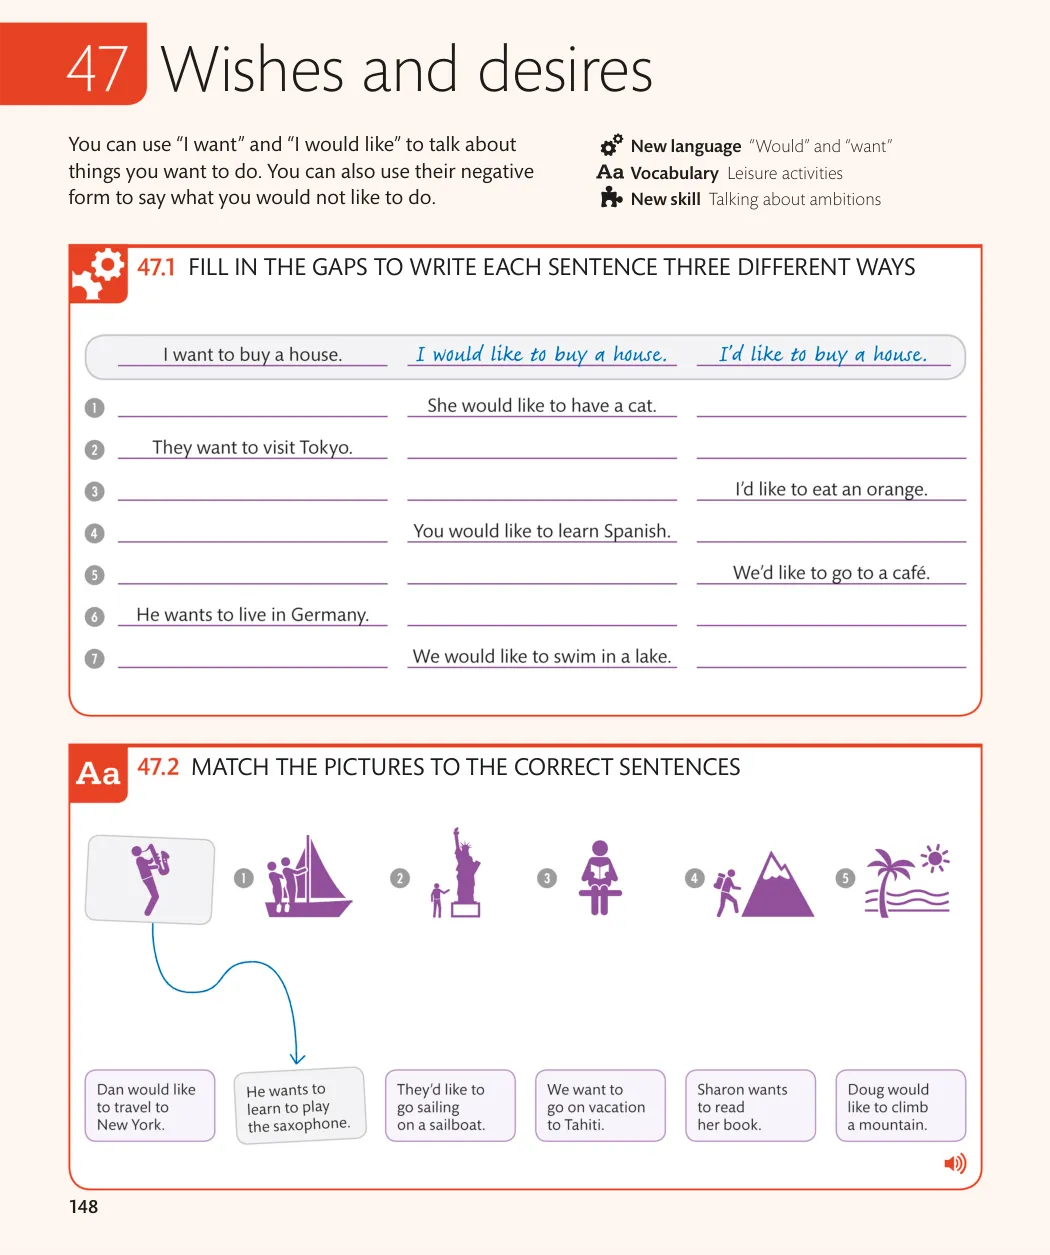 47 Wishes and desires
You can use “I want” and “I would like” to talk about
things you want to do. You can also use their negative
form to say what you would not like to do.
New language “Would” and “want”
Aa Vocabulary Leisure activities
New skill Talking about ambitions
47.1 FILL IN THE GAPS TO WRITE EACH SENTENCE THREE DIFFERENT WAYS
I want to buy a house. I would like to buy a house. I’d like to buy a house.
1 She would like to have a cat.
2 They want to visit Tokyo.
3 I’d like to eat an orange.
4 You would like to learn Spanish.
5 We’d like to go to a café.
6 He wants to live in Germany.
7 We would like to swim in a lake.
Aa 47.2 MATCH THE PICTURES TO THE CORRECT SENTENCES
1 2 3 4 5
Dan would like
to travel to
New York.
He wants to
learn to play
the saxophone.
They’d like to
go sailing
on a sailboat.
We want to
go on vacation
to Tahiti.
Sharon wants
to read
her book.
Doug would
like to climb
a mountain.
148